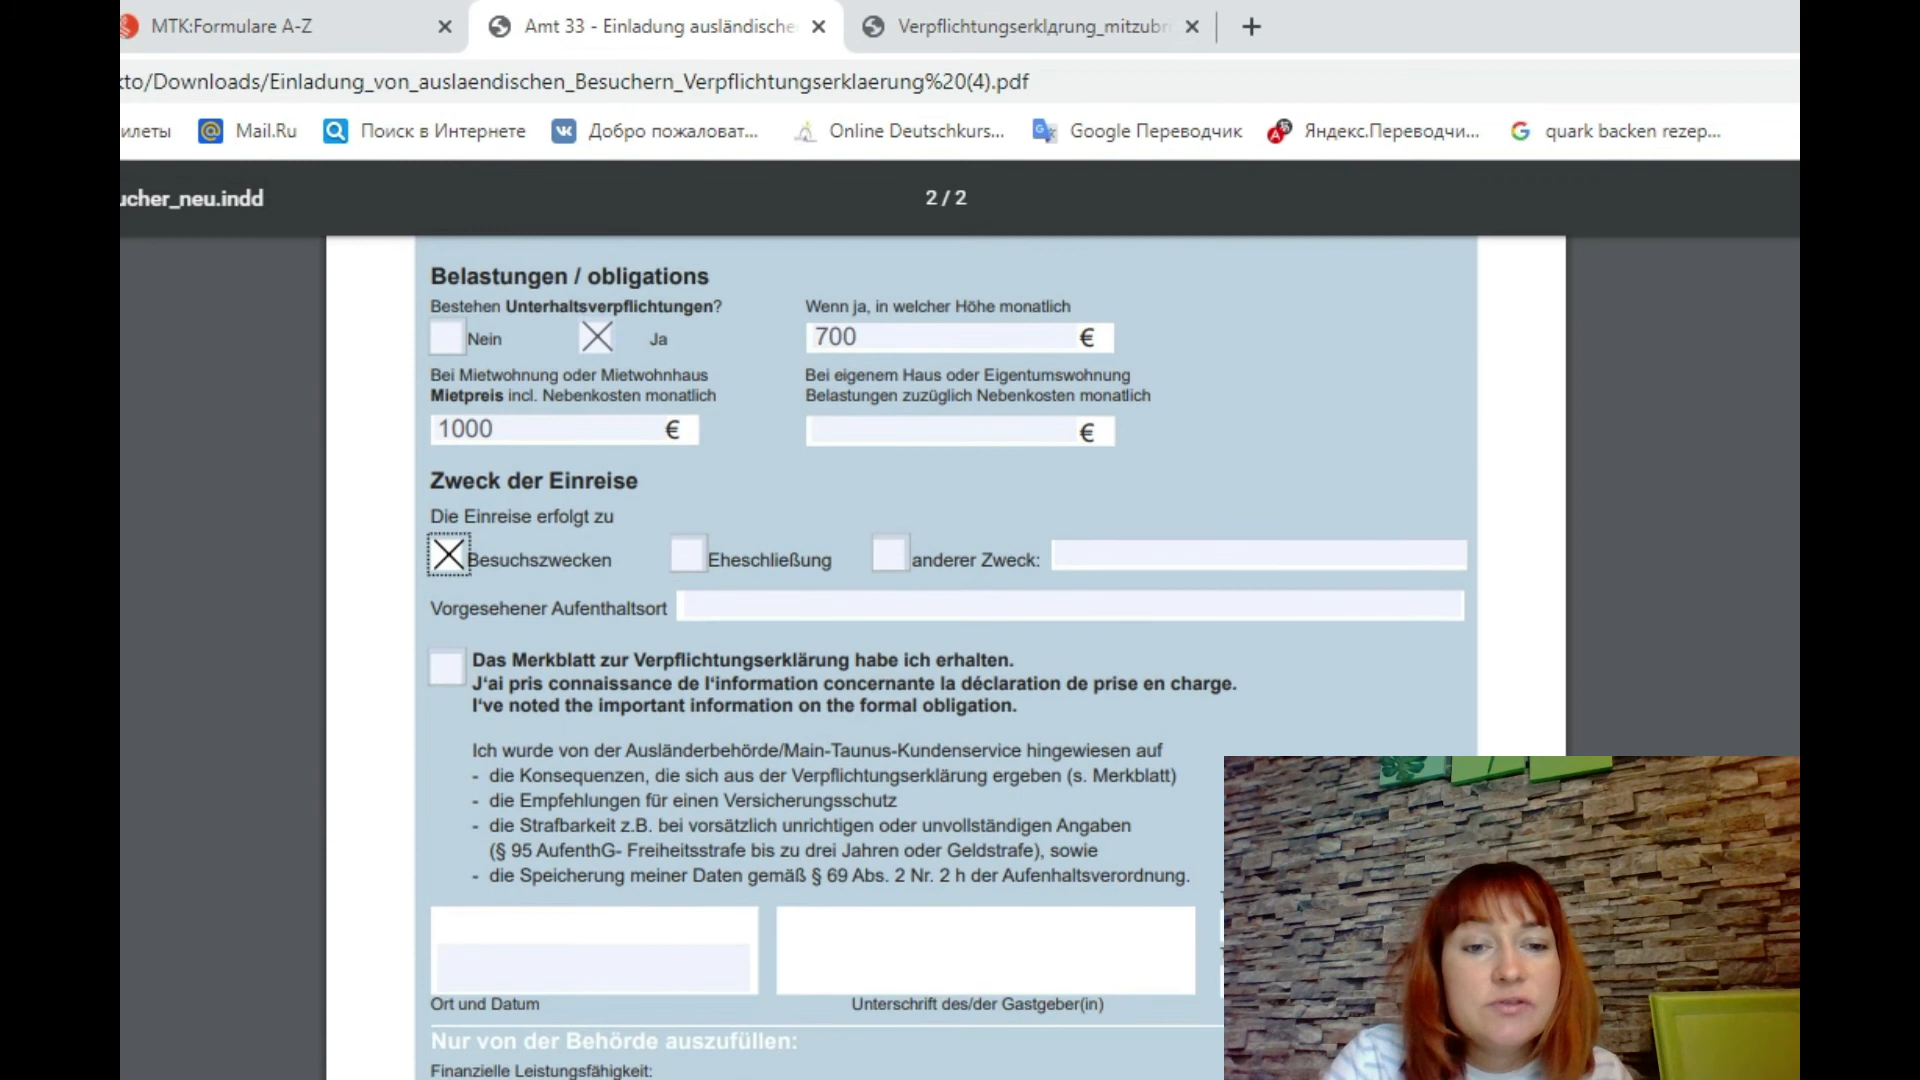 MTK:Formulare A-Z
Amt 33 - Einladung ausländische
Verpflichtungserklдrung_mitzubri
kto/Downloads/Einladung_von_auslaendischen_Besuchern_Verpflichtungserklaerung%20(4).pdf
илеты
Mail.Ru
Поиск в Интернете
Добро пожаловат...
Online Deutschkurs...
Google Переводчик
Яндекс.Переводчи...
quark backen rezep...
ucher_neu.indd
2 / 2
Belastungen / obligations
Bestehen Unterhaltsverpflichtungen?
Wenn ja, in welcher Höhe monatlich
Nein
Ja
700 €
Bei Mietwohnung oder Mietwohnhaus
Mietpreis incl. Nebenkosten monatlich
Bei eigenem Haus oder Eigentumswohnung
Belastungen zuzüglich Nebenkosten monatlich
1000 €
€
Zweck der Einreise
Die Einreise erfolgt zu
Besuchszwecken
Eheschließung
anderer Zweck:
Vorgesehener Aufenthaltsort
Das Merkblatt zur Verpflichtungserklärung habe ich erhalten.
J‘ai pris connaissance de l‘information concernante la déclaration de prise en charge.
I‘ve noted the important information on the formal obligation.
Ich wurde von der Ausländerbehörde/Main-Taunus-Kundenservice hingewiesen auf
- die Konsequenzen, die sich aus der Verpflichtungserklärung ergeben (s. Merkblatt)
- die Empfehlungen für einen Versicherungsschutz
- die Strafbarkeit z.B. bei vorsätzlich unrichtigen oder unvollständigen Angaben
(§ 95 AufenthG- Freiheitsstrafe bis zu drei Jahren oder Geldstrafe), sowie
- die Speicherung meiner Daten gemäß § 69 Abs. 2 Nr. 2 h der Aufenhaltsverordnung.
Ort und Datum
Unterschrift des/der Gastgeber(in)
Nur von der Behörde auszufüllen:
Finanzielle Leistungsfähigkeit: